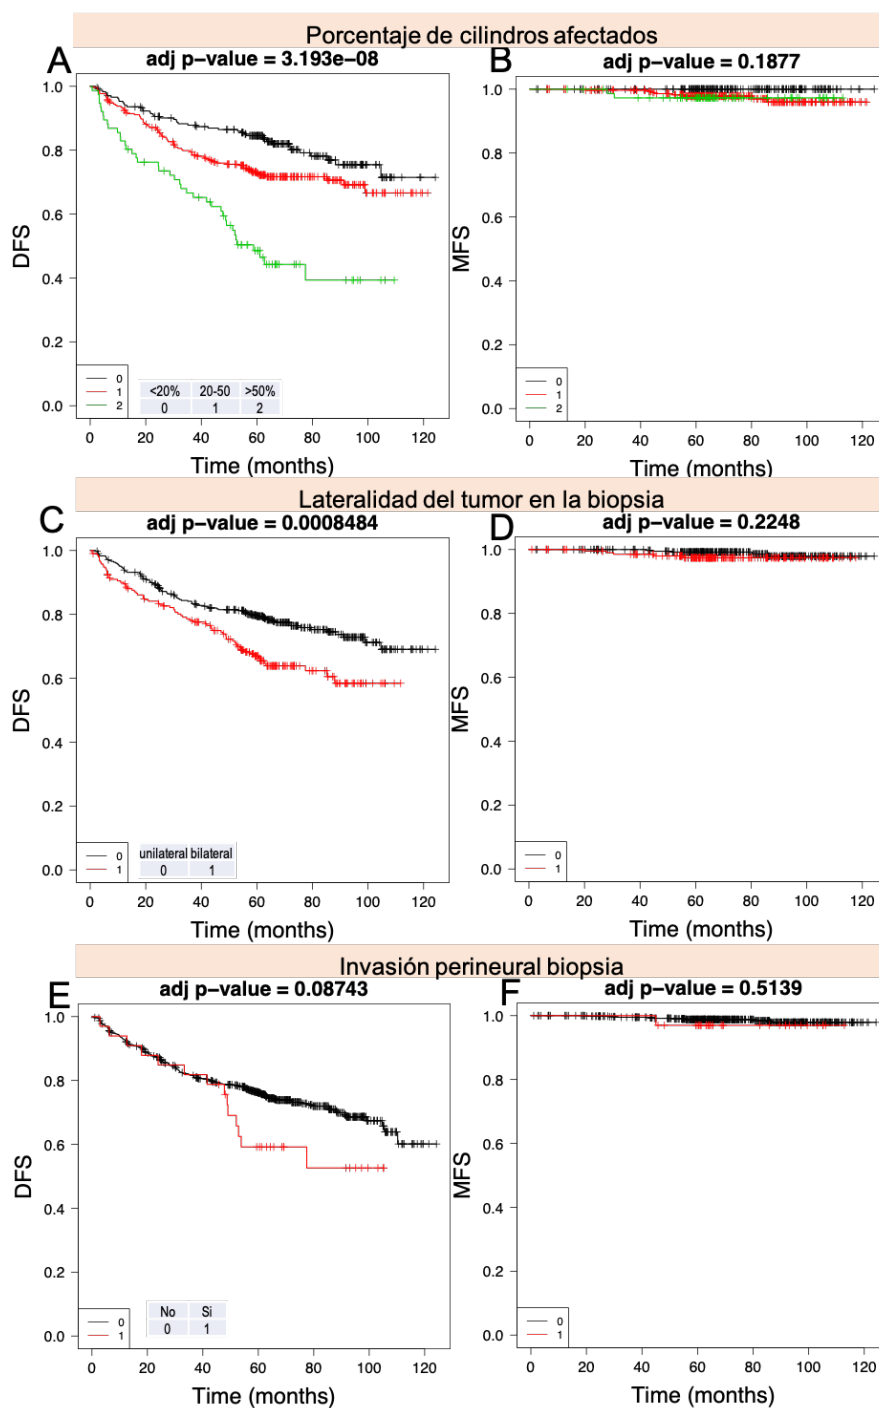 Porcentaje de cilindros afectados
A
adj p-value = 3.193e-08
B
adj p-value = 0.1877
DFS
1.0
0.8
0.6
0.4
0.2
0.0
0
1
2
<20% 20-50 >50%
0 1 2
0 20 40 60 80 100 120
Time (months)
MFS
1.0
0.8
0.6
0.4
0.2
0.0
0
1
2
0 20 40 60 80 100 120
Time (months)
Lateralidad del tumor en la biopsia
C
adj p-value = 0.0008484
D
adj p-value = 0.2248
DFS
1.0
0.8
0.6
0.4
0.2
0.0
0
1
unilateral bilateral
0 1
0 20 40 60 80 100 120
Time (months)
MFS
1.0
0.8
0.6
0.4
0.2
0.0
0
1
0 20 40 60 80 100 120
Time (months)
Invasión perineural biopsia
E
adj p-value = 0.08743
F
adj p-value = 0.5139
DFS
1.0
0.8
0.6
0.4
0.2
0.0
0
1
No Si
0 1
0 20 40 60 80 100 120
Time (months)
MFS
1.0
0.8
0.6
0.4
0.2
0.0
0
1
0 20 40 60 80 100 120
Time (months)